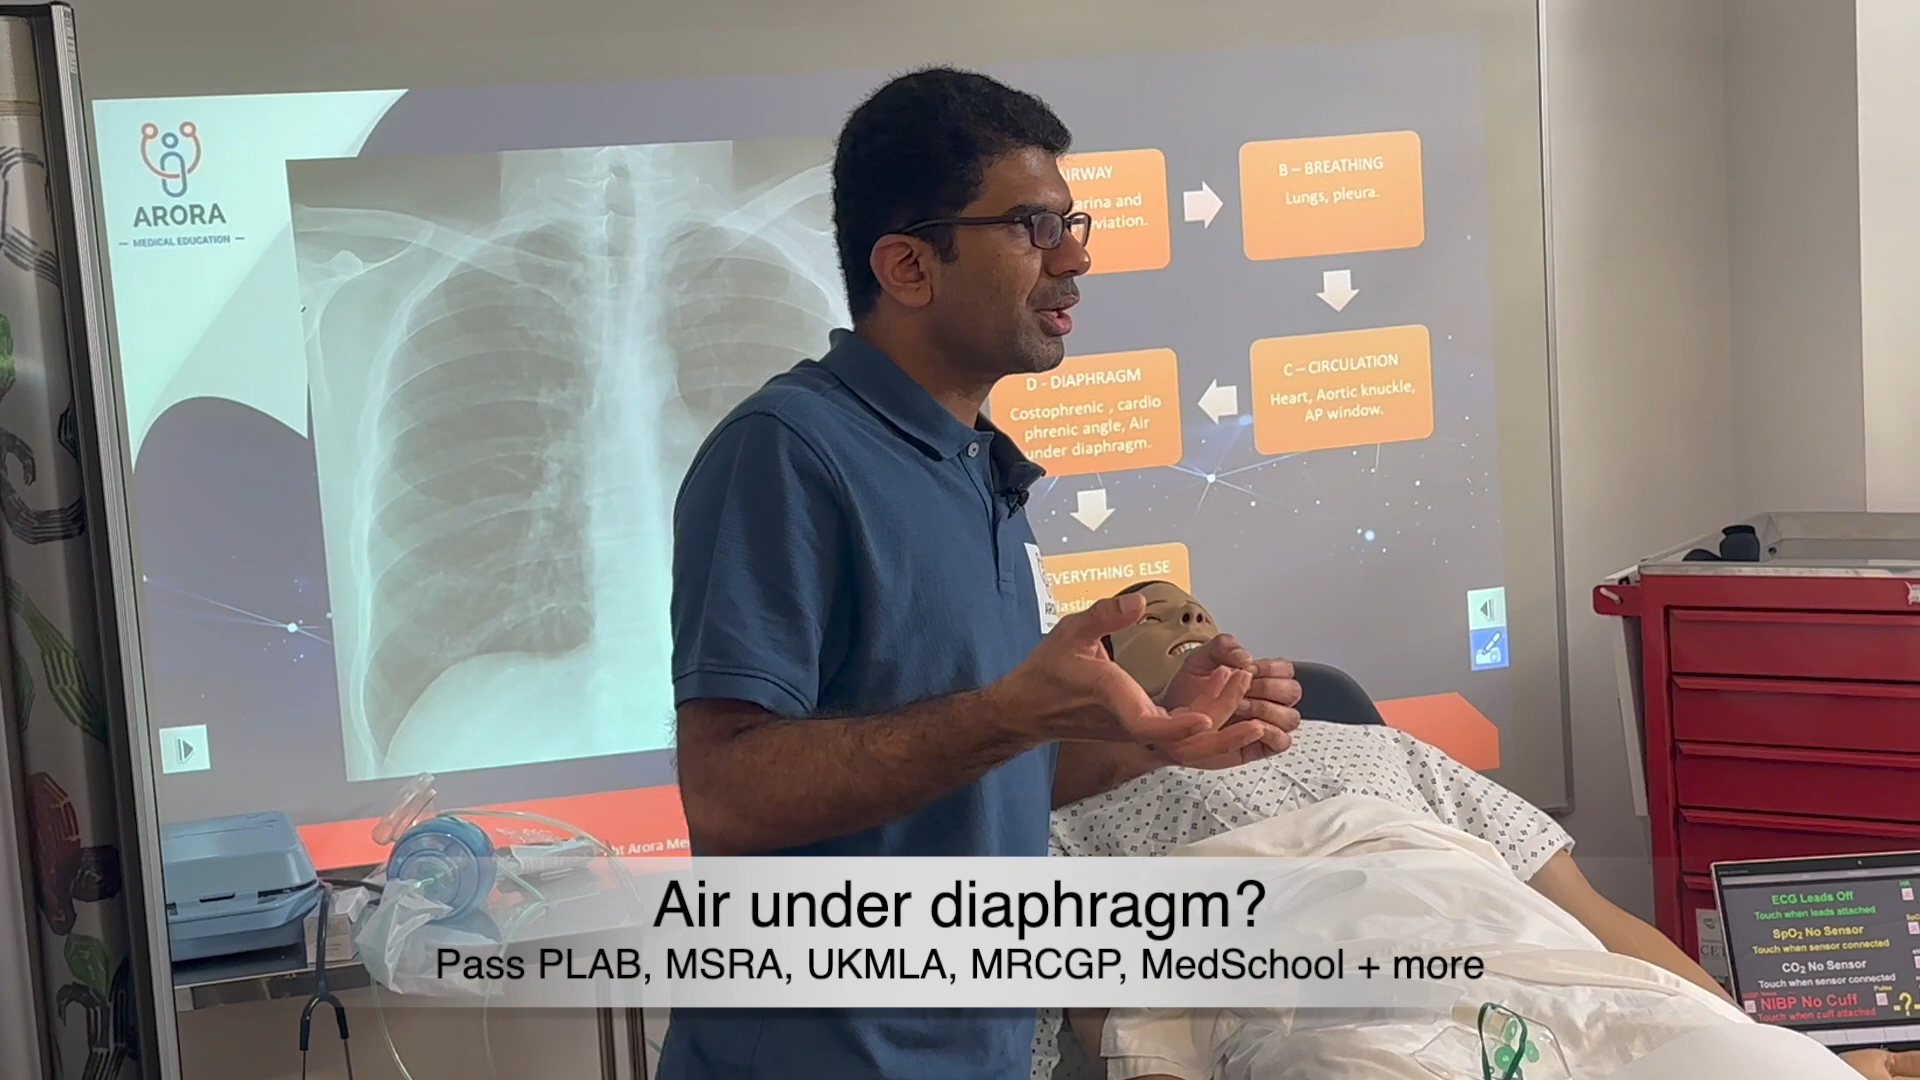 ARORA
MEDICAL EDUCATION
B – BREATHING
Lungs, pleura.
C – CIRCULATION
Heart, Aortic knuckle,
AP window.
D - DIAPHRAGM
Costophrenic , cardio
phrenic angle, Air
under diaphragm.
EVERYTHING ELSE
Arora
Air under diaphragm?
Pass PLAB, MSRA, UKMLA, MRCGP, MedSchool + more
ECG Leads Off
Touch when leads attached
SpO2 No Sensor
Touch when sensor connected
CO2 No Sensor
Touch when sensor connected
NIBP No Cuff
Touch when cuff attached
-?-